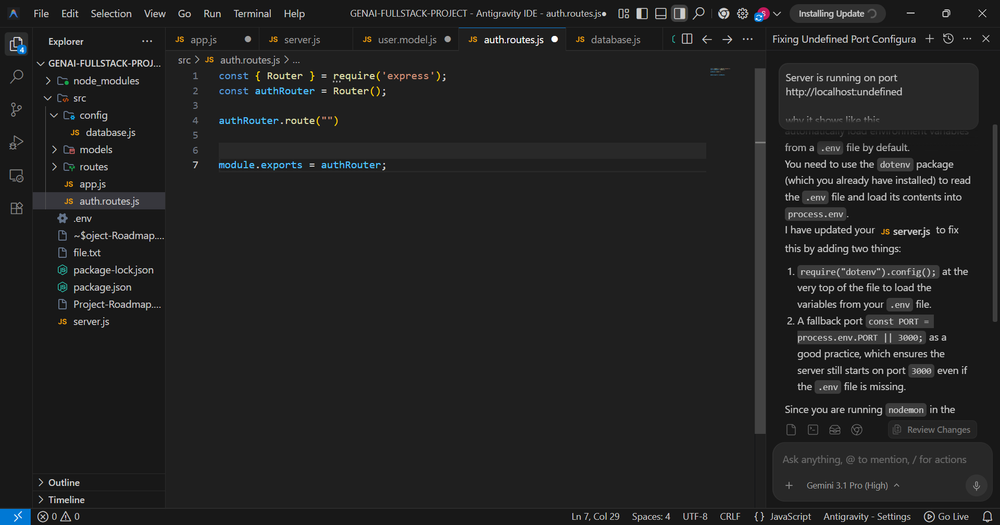 File Edit Selection View Go Run Terminal Help
GENAI-FULLSTACK-PROJECT - Antigravity IDE - auth.routes.js●
S
Installing Update
Explorer
4
GENAI-FULLSTACK-PROJ...
node_modules
src
config
JS database.js
models
routes
JS app.js
JS auth.routes.js
.env
~$oject-Roadmap....
file.txt
package-lock.json
package.json
Project-Roadmap....
JS server.js
Outline
Timeline
JS app.js
JS server.js
JS user.model.js
JS auth.routes.js
JS database.js
src > JS auth.routes.js > ...
1 const { Router } = require('express');
2 const authRouter = Router();
3
4 authRouter.route("")
5
6
7 module.exports = authRouter;
Fixing Undefined Port Configura
Server is running on port
http://localhost:undefined
why it shows like this
automatically load environment variables
from a .env file by default.
You need to use the dotenv package
(which you already have installed) to read
the .env file and load its contents into
process.env.
I have updated your JS server.js to fix
this by adding two things:
1. require("dotenv").config(); at the
very top of the file to load the
variables from your .env file.
2. A fallback port const PORT =
process.env.PORT || 3000; as a
good practice, which ensures the
server still starts on port 3000 even if
the .env file is missing.
Since you are running nodemon in the
Review Changes
Ask anything, @ to mention, / for actions
Gemini 3.1 Pro (High)
0 0
Ln 7, Col 29 Spaces: 4 UTF-8 CRLF {} JavaScript Antigravity - Settings Go Live